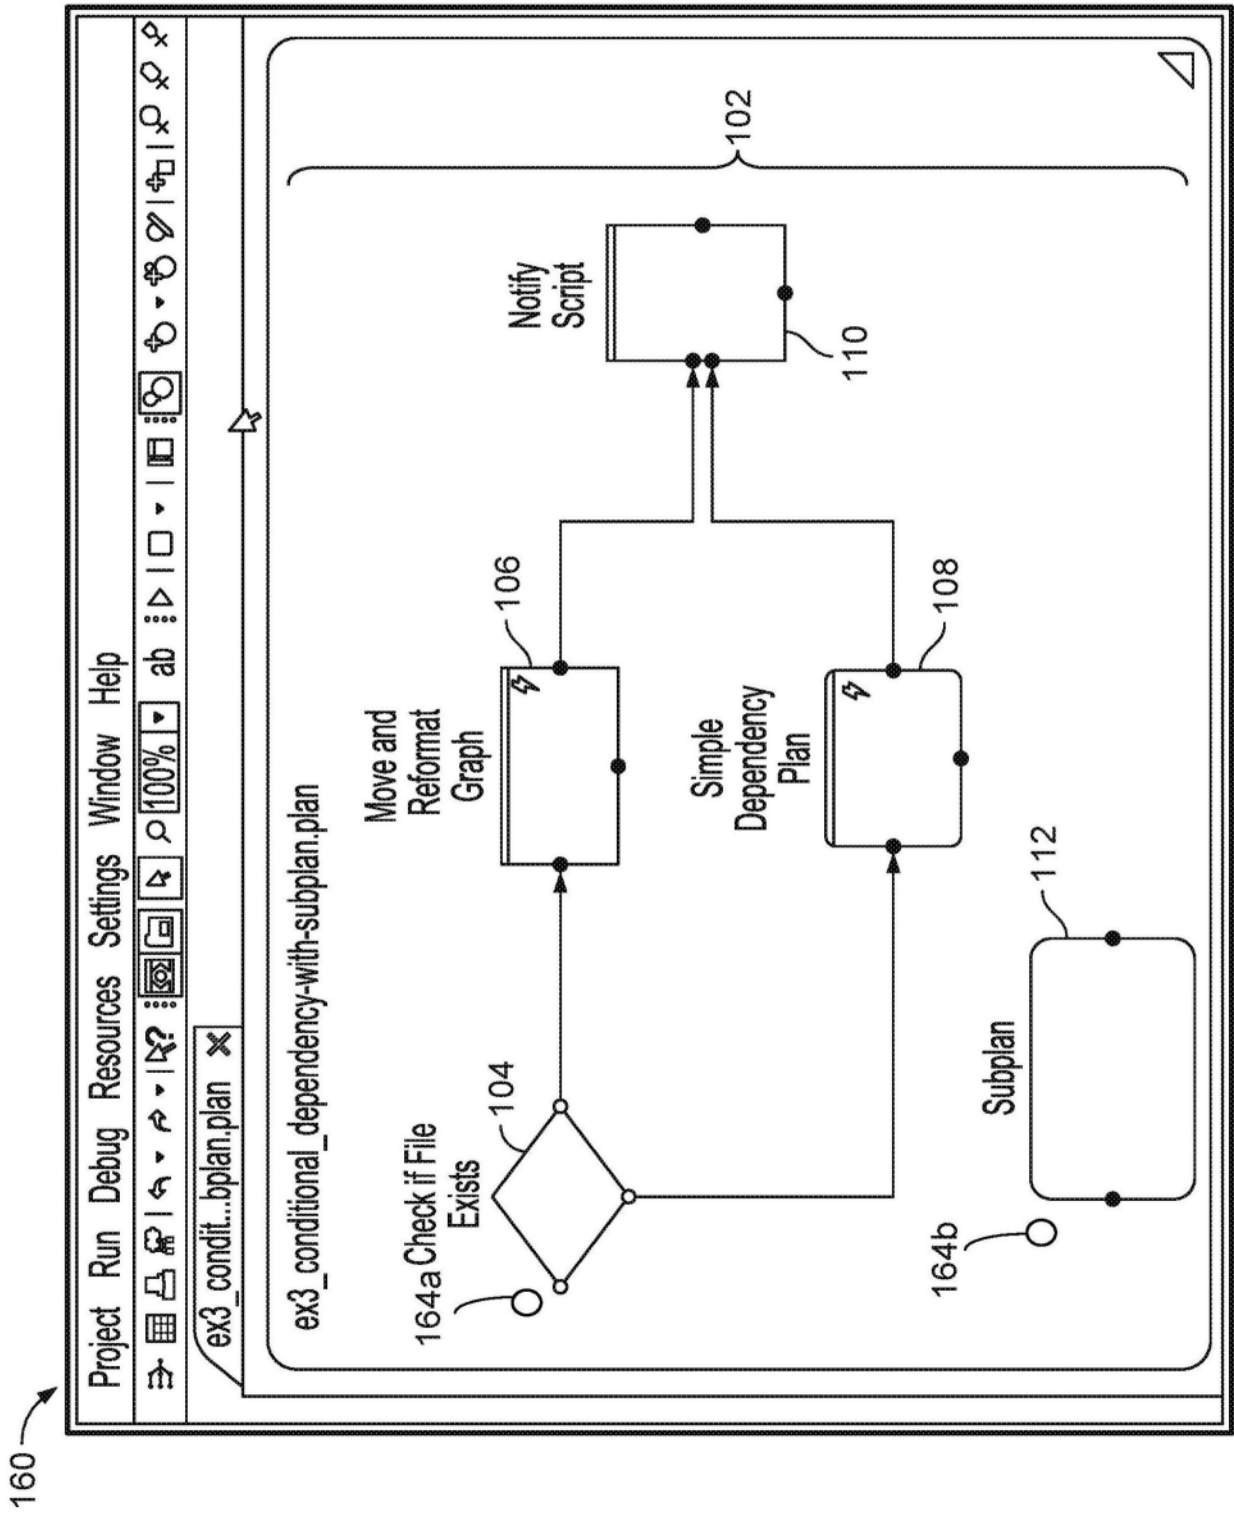 160
Project Run Debug Resources Settings Window Help
? 100% ab
ex3_condit...bplan.plan
ex3_conditional_dependency-with-subplan.plan
164a
Check if File
Exists
104
Move and
Reformat
Graph
106
Notify
Script
110
102
Simple
Dependency
Plan
108
164b
Subplan
112